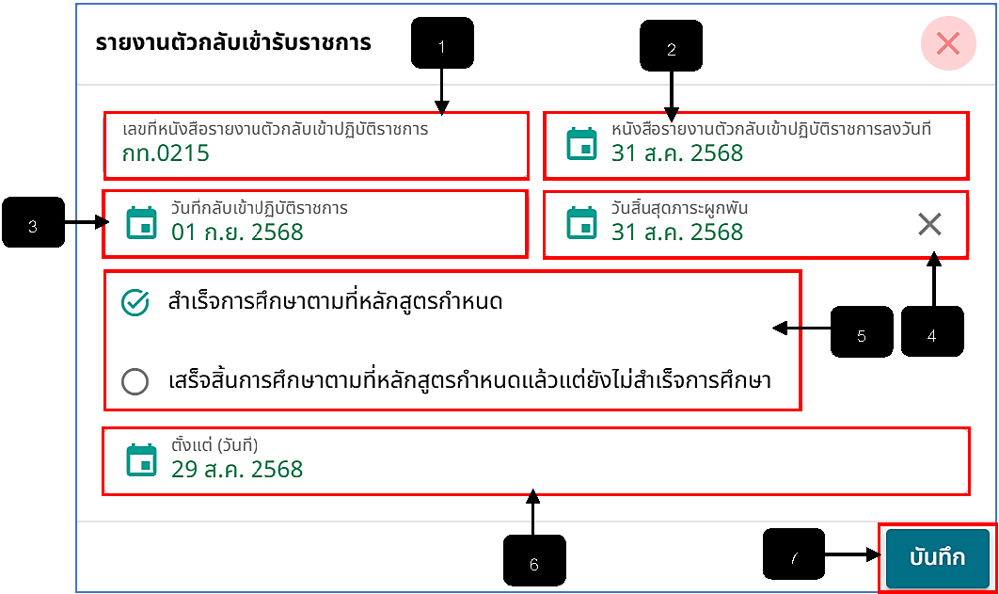 รายงานตัวกลับเข้ารับราชการ
1
2
เลขที่หนังสือรายงานตัวกลับเข้าปฏิบัติราชการ
กท.0215
หนังสือรายงานตัวกลับเข้าปฏิบัติราชการลงวันที่
31 ส.ค. 2568
3
วันที่กลับเข้าปฏิบัติราชการ
01 ก.ย. 2568
วันสิ้นสุดภาระผูกพัน
31 ส.ค. 2568
สำเร็จการศึกษาตามที่หลักสูตรกำหนด
5
4
เสร็จสิ้นการศึกษาตามที่หลักสูตรกำหนดแล้วแต่ยังไม่สำเร็จการศึกษา
ตั้งแต่ (วันที่)
29 ส.ค. 2568
6
7
บันทึก